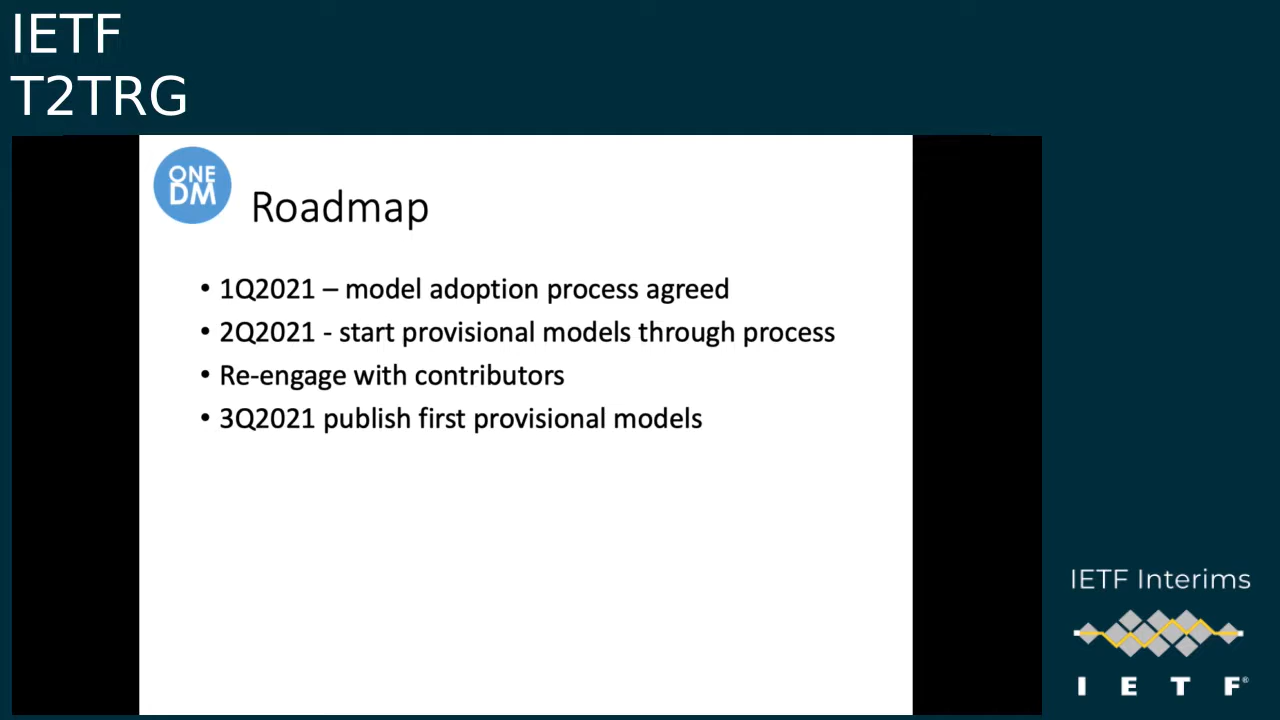 IETF
T2TRG
ONE
DM
Roadmap
• 1Q2021 – model adoption process agreed
• 2Q2021 - start provisional models through process
• Re-engage with contributors
• 3Q2021 publish first provisional models
IETF Interims
I E T F®